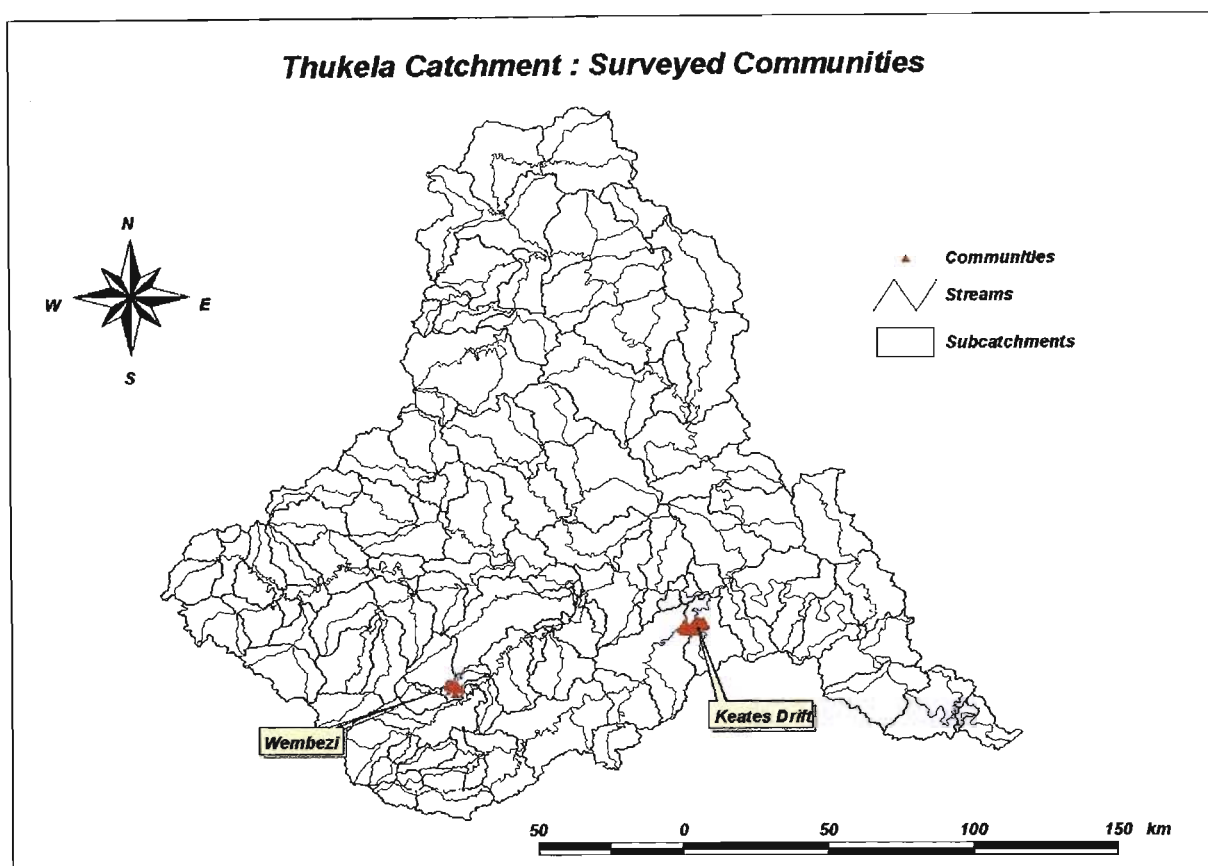 Thukela Catchment : Surveyed Communities
N
W E
S
Communities
Streams
Subcatchments
Keates Drift
Wembezi
50 0 50 100 150 km